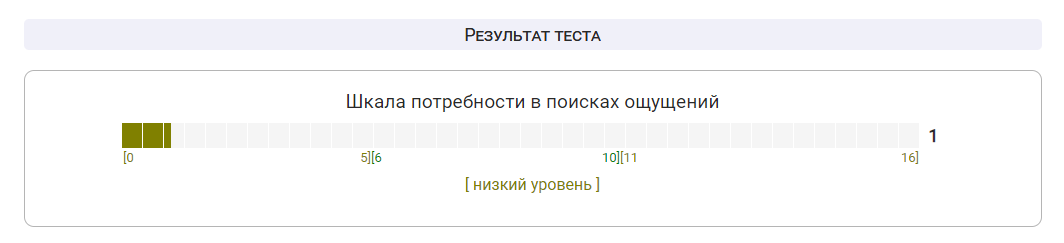 Результат теста
Шкала потребности в поисках ощущений
1
[0 5][6 10][11 16]
[ низкий уровень ]